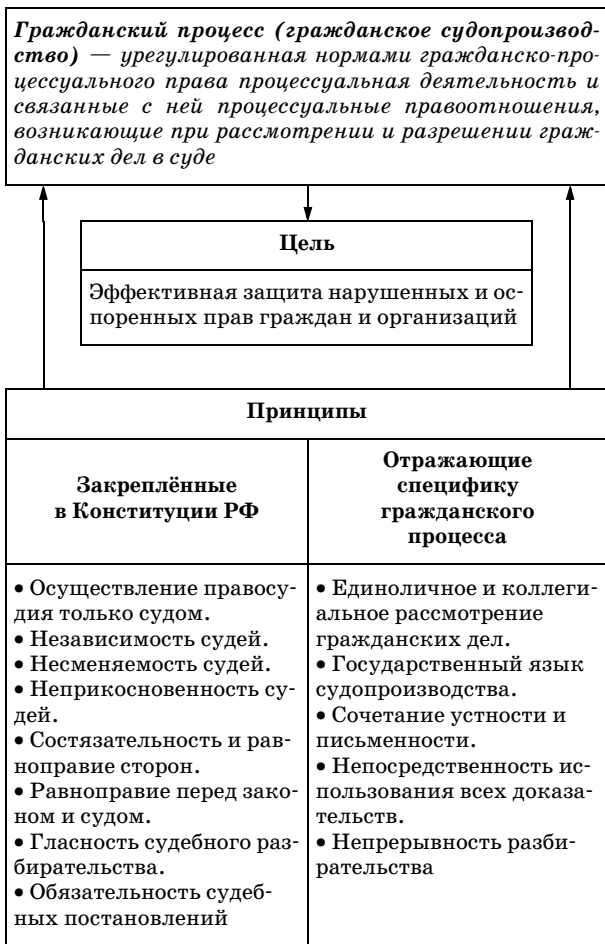 Гражданский процесс (гражданское судопроизвод-
ство) — урегулированная нормами гражданско-про-
цессуального права процессуальная деятельность и
связанные с ней процессуальные правоотношения,
возникающие при рассмотрении и разрешении граж-
данских дел в суде
Цель
Эффективная защита нарушенных и ос-
поренных прав граждан и организаций
Принципы
Закреплённые
в Конституции РФ
• Осуществление правосу-
дия только судом.
• Независимость судей.
• Несменяемость судей.
• Неприкосновенность су-
дей.
• Состязательность и рав-
ноправие сторон.
• Равноправие перед зако-
ном и судом.
• Гласность судебного раз-
бирательства.
• Обязательность судеб-
ных постановлений
Отражающие
специфику
гражданского
процесса
• Единоличное и коллеги-
альное рассмотрение
гражданских дел.
• Государственный язык
судопроизводства.
• Сочетание устности и
письменности.
• Непосредственность ис-
пользования всех доказа-
тельств.
• Непрерывность разби-
рательства